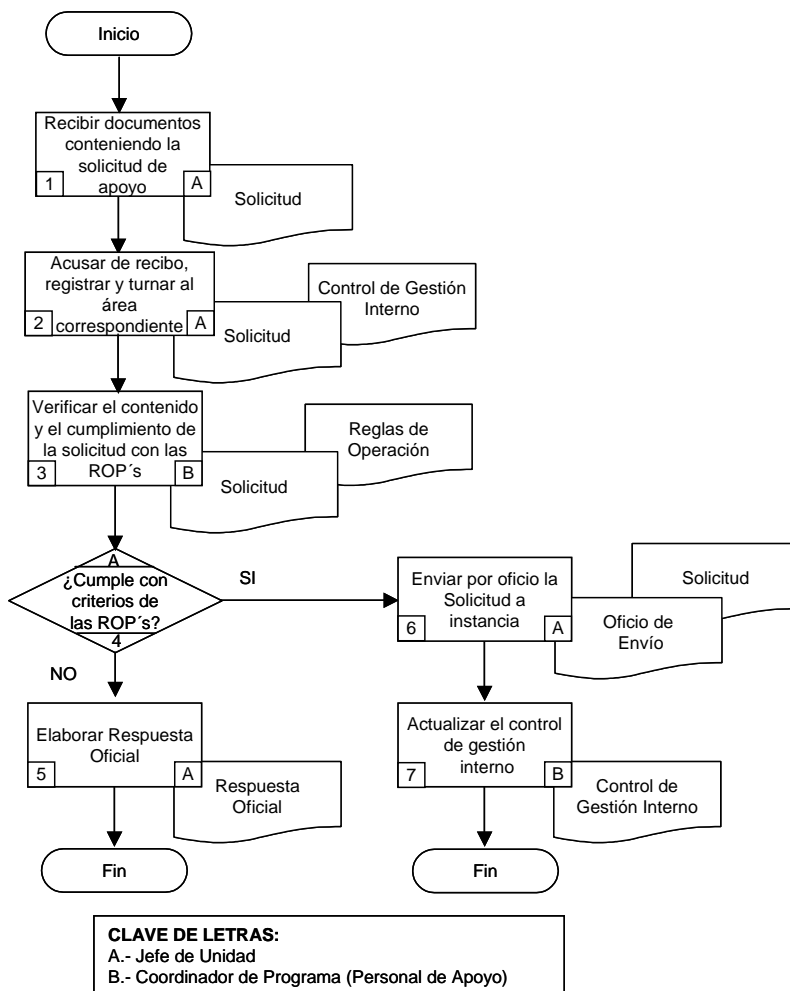 Inicio
Recibir documentos
conteniendo la
solicitud de
apoyo
1
A
Solicitud
Acusar de recibo,
registrar y turnar al
área
correspondiente
2
A
Solicitud
Control de Gestión
Interno
Verificar el contenido
y el cumplimiento de
la solicitud con las
ROP´s
3
B
Solicitud
Reglas de
Operación
A
¿Cumple con
criterios de
las ROP´s?
4
SI
NO
Enviar por oficio la
Solicitud a
instancia
6
A
Oficio de
Envío
Solicitud
Elaborar Respuesta
Oficial
5
A
Respuesta
Oficial
Actualizar el control
de gestión
interno
7
B
Control de
Gestión Interno
Fin
Fin
CLAVE DE LETRAS:
A.- Jefe de Unidad
B.- Coordinador de Programa (Personal de Apoyo)